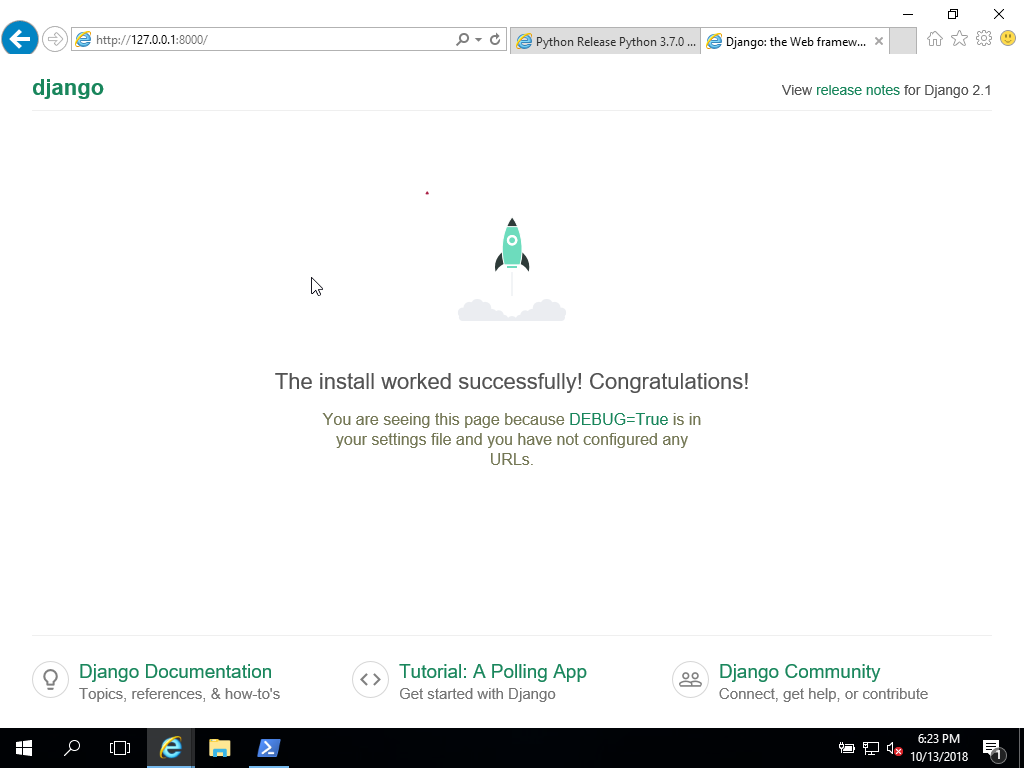 http://127.0.0.1:8000/
Python Release Python 3.7.0 ...
Django: the Web framew...
django
View release notes for Django 2.1
The install worked successfully! Congratulations!
You are seeing this page because DEBUG=True is in
your settings file and you have not configured any
URLs.
Django Documentation
Topics, references, & how-to's
Tutorial: A Polling App
Get started with Django
Django Community
Connect, get help, or contribute
6:23 PM
10/13/2018
1